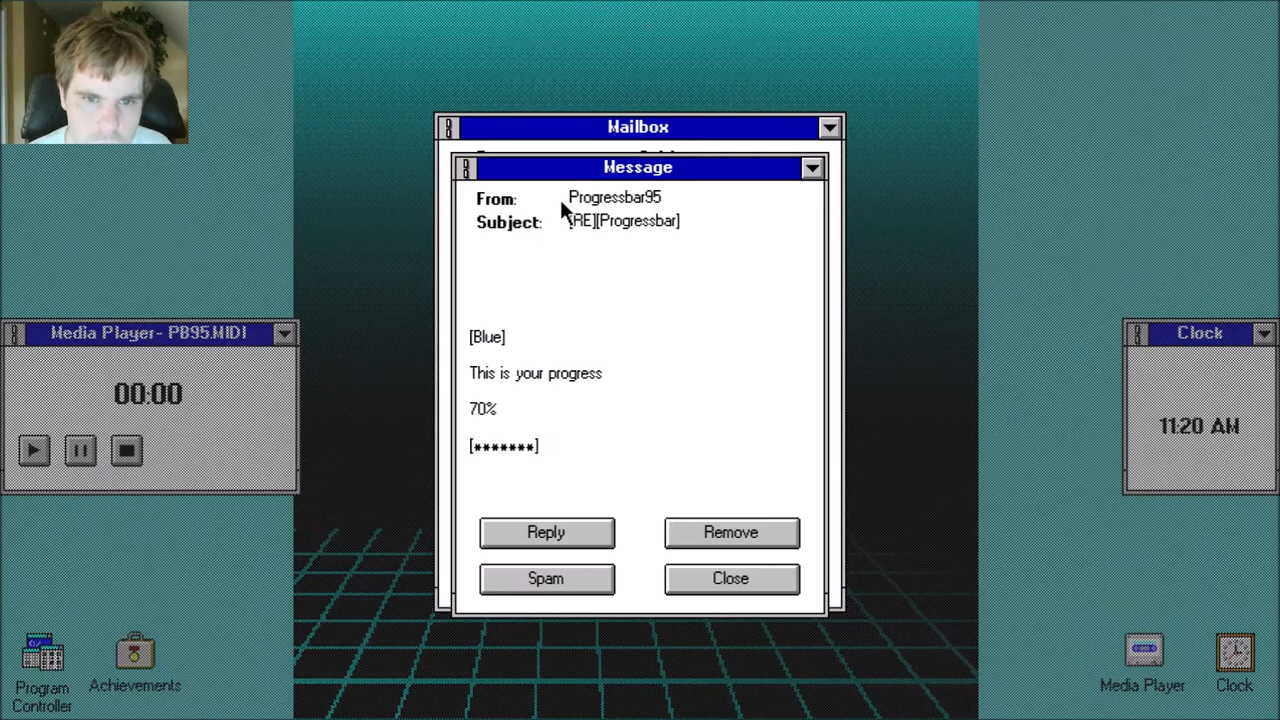 Mailbox
Message
From: Progressbar95
Subject: [RE][Progressbar]
[Blue]
This is your progress
70%
[*******]
Reply
Remove
Spam
Close
Media Player- PB95.MIDI
00:00
Clock
11:20 AM
Program
Controller
Achievements
Media Player
Clock